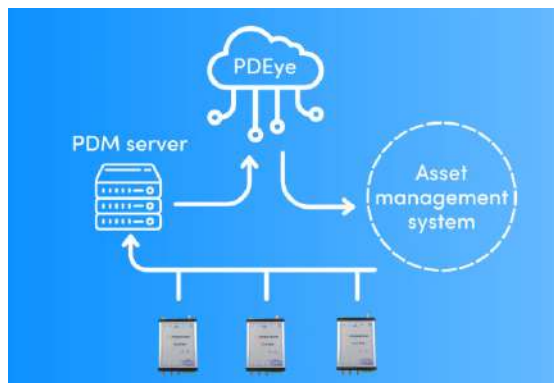 PDEye
PDM server
Asset
management
system